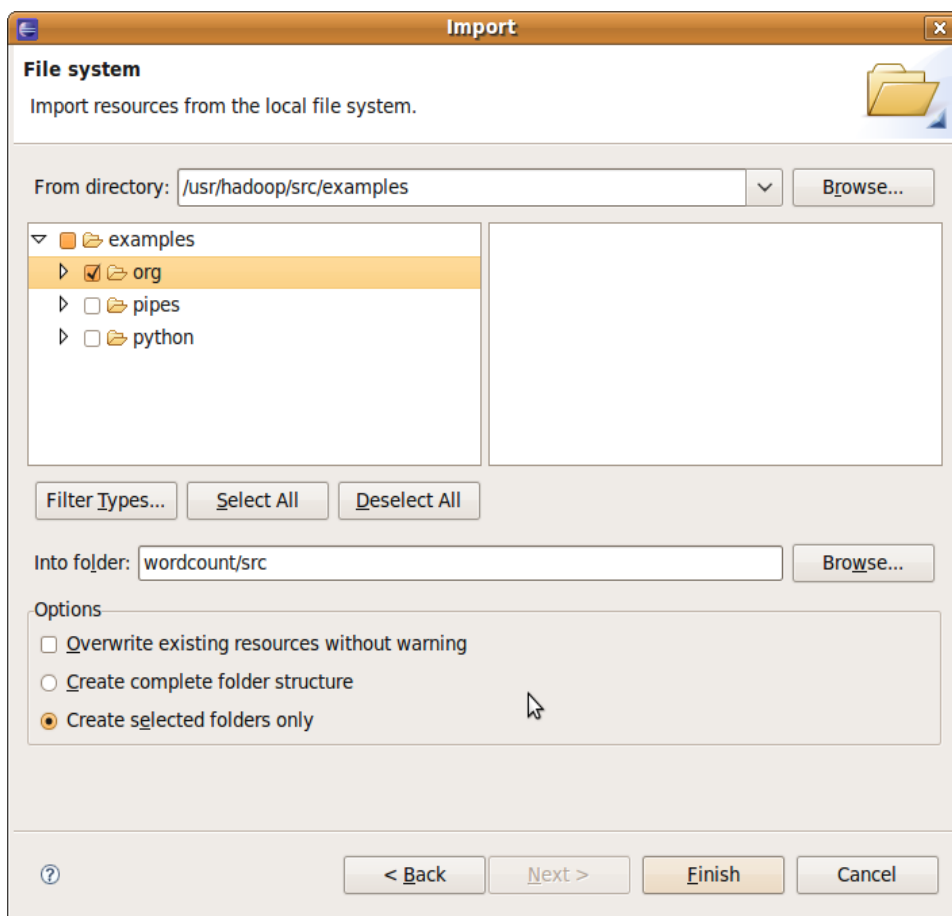 Import
File system
Import resources from the local file system.
From directory: /usr/hadoop/src/examples Browse...
examples
org
pipes
python
Filter Types... Select All Deselect All
Into folder: wordcount/src Browse...
Options
Overwrite existing resources without warning
Create complete folder structure
Create selected folders only
? < Back Next > Finish Cancel